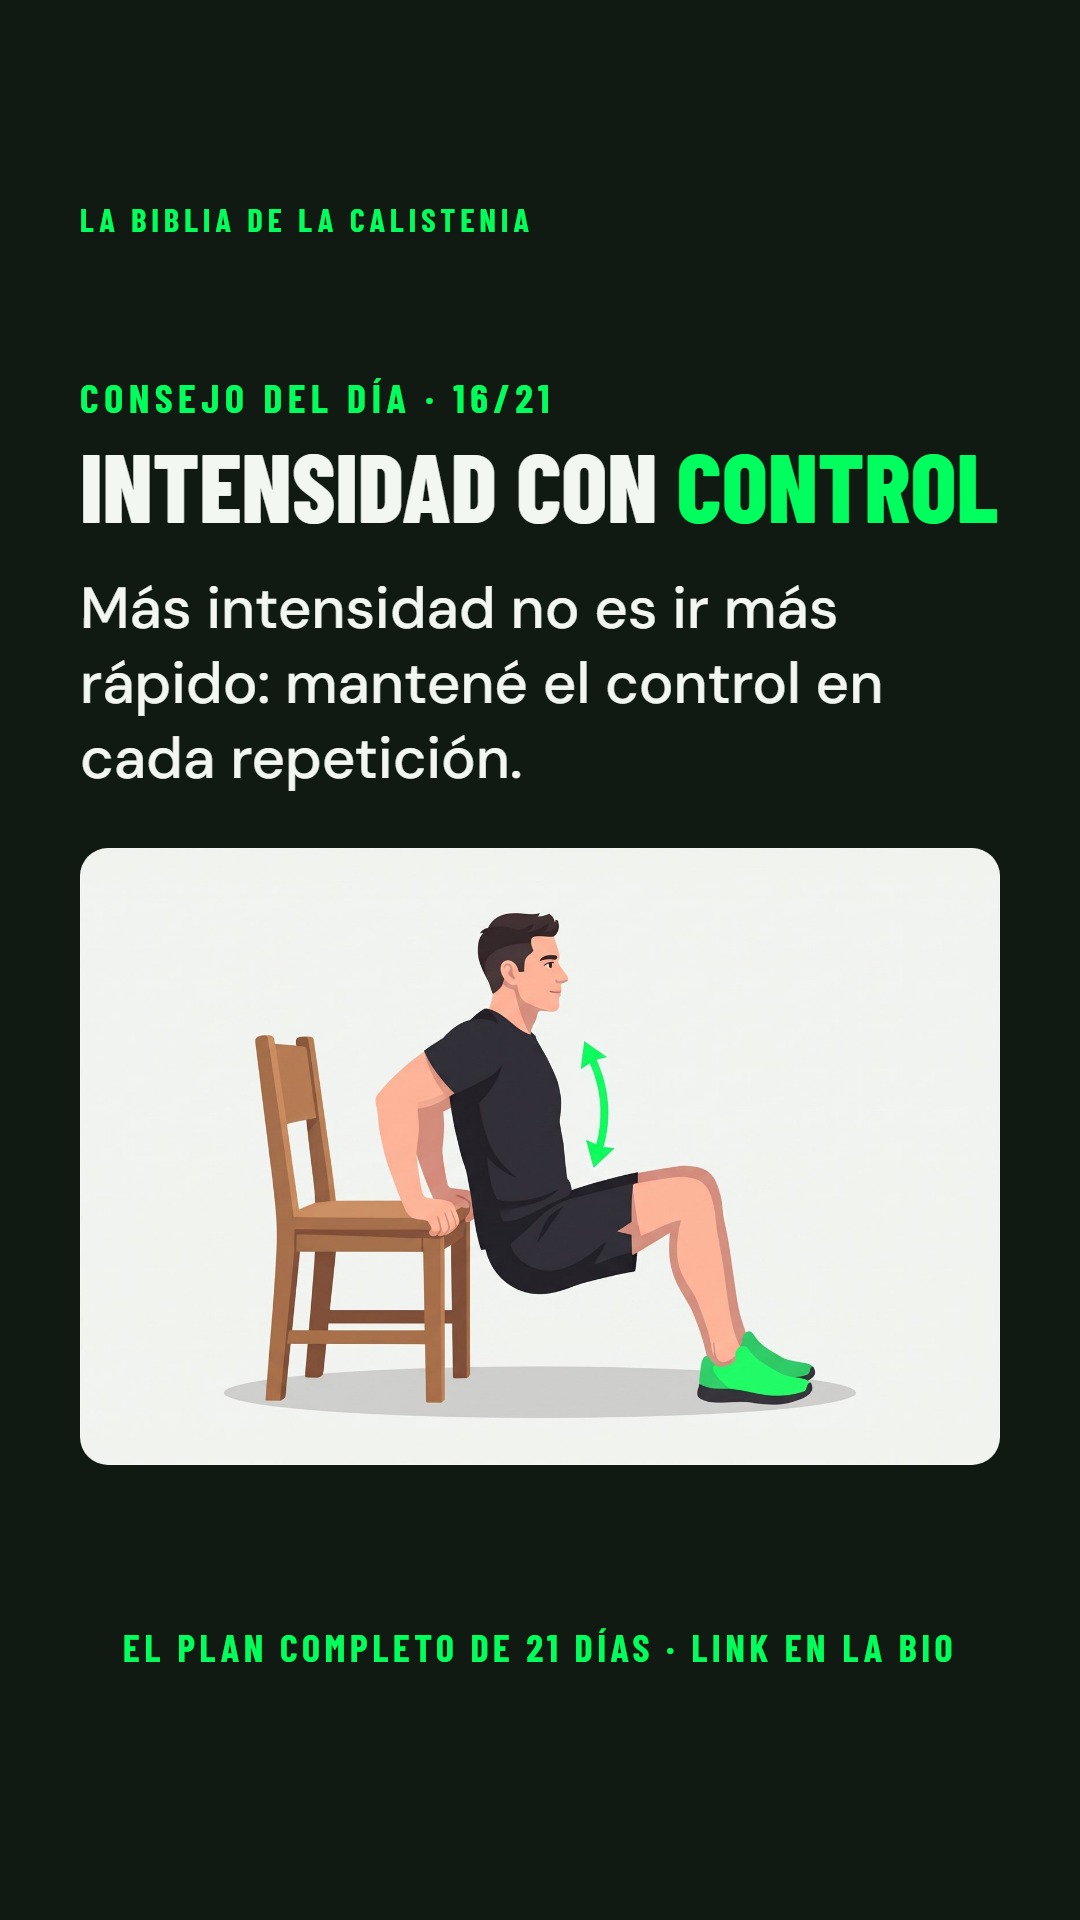 LA BIBLIA DE LA CALISTENIA
CONSEJO DEL DÍA · 16/21
INTENSIDAD CON CONTROL
Más intensidad no es ir más
rápido: mantené el control en
cada repetición.
EL PLAN COMPLETO DE 21 DÍAS · LINK EN LA BIO